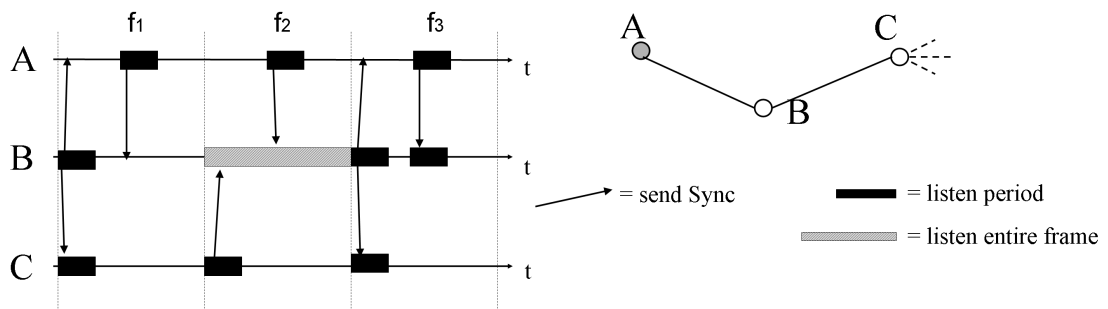 f1 f2 f3
A t
B t
C t
A
C
B
= send Sync
= listen period
= listen entire frame